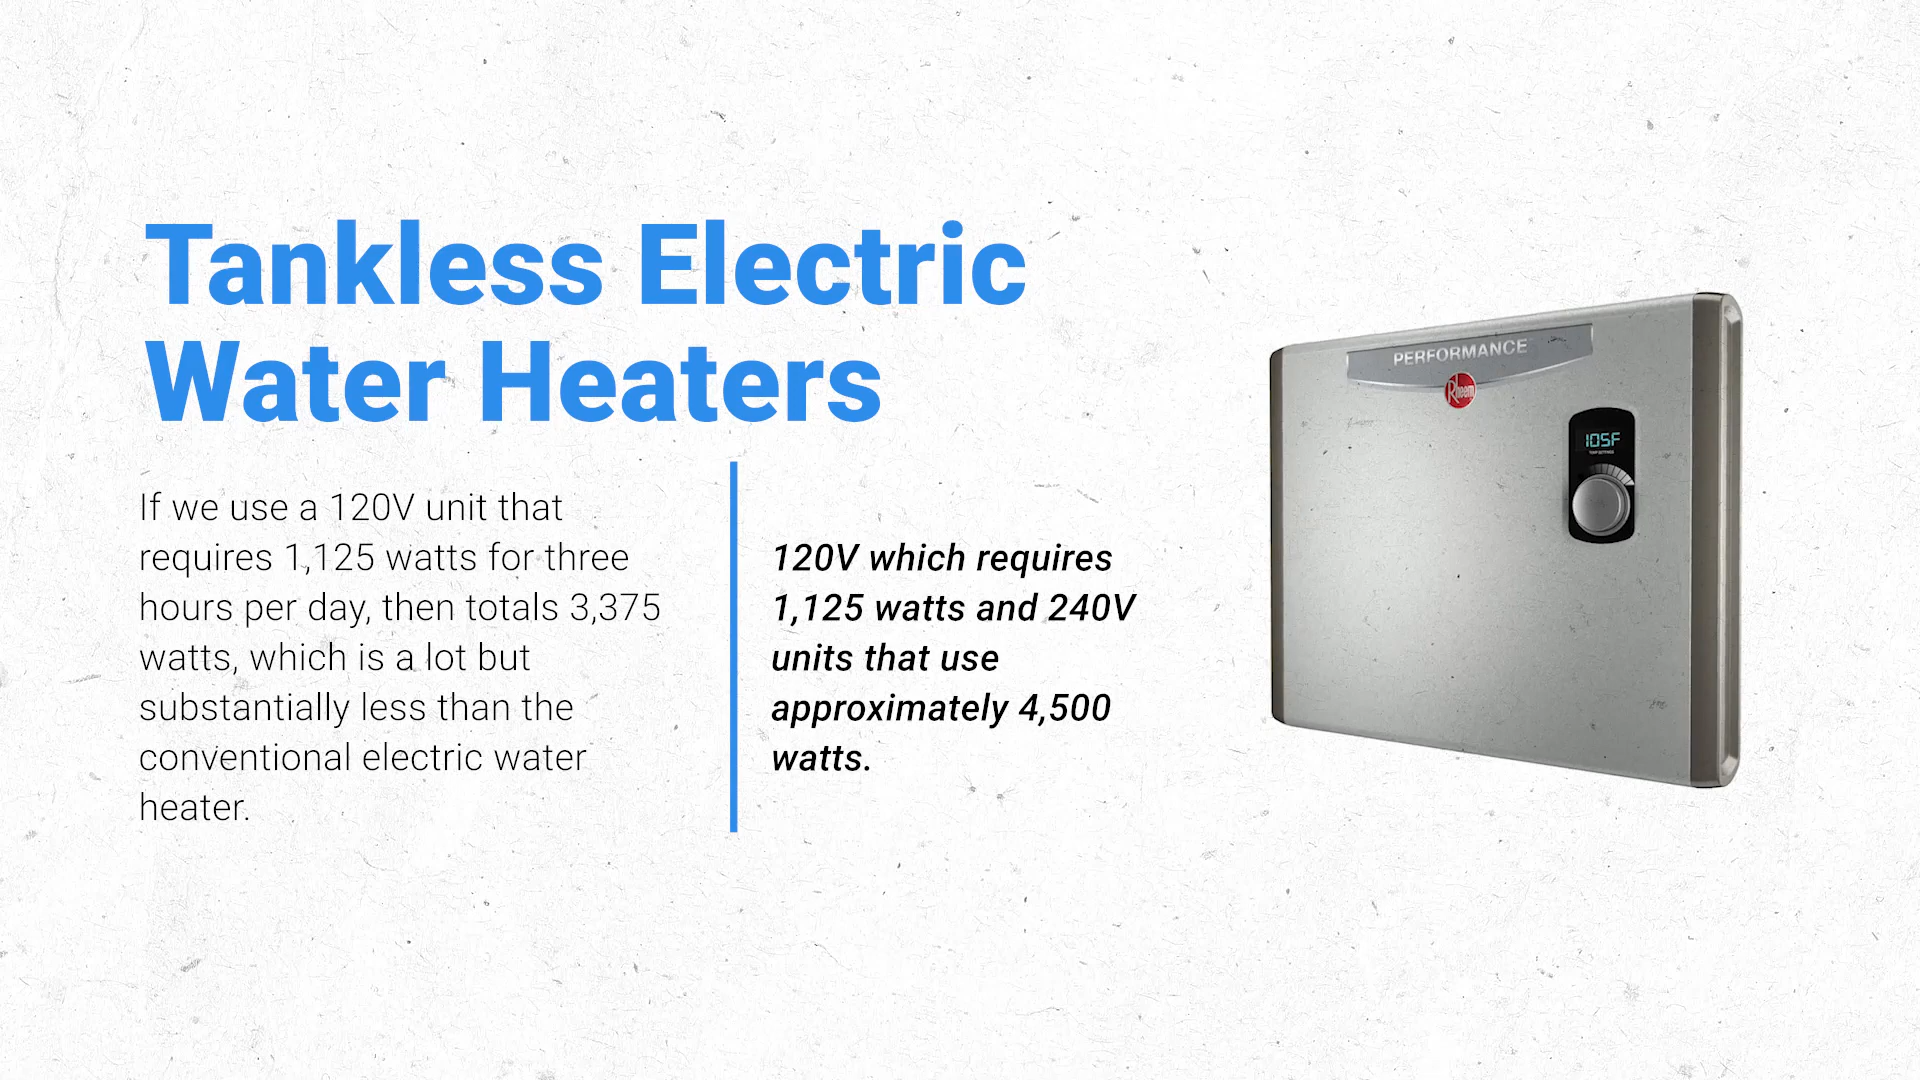 Tankless Electric
Water Heaters
If we use a 120V unit that
requires 1,125 watts for three
hours per day, then totals 3,375
watts, which is a lot but
substantially less than the
conventional electric water
heater.
120V which requires
1,125 watts and 240V
units that use
approximately 4,500
watts.
PERFORMANCE
Rheem
105F